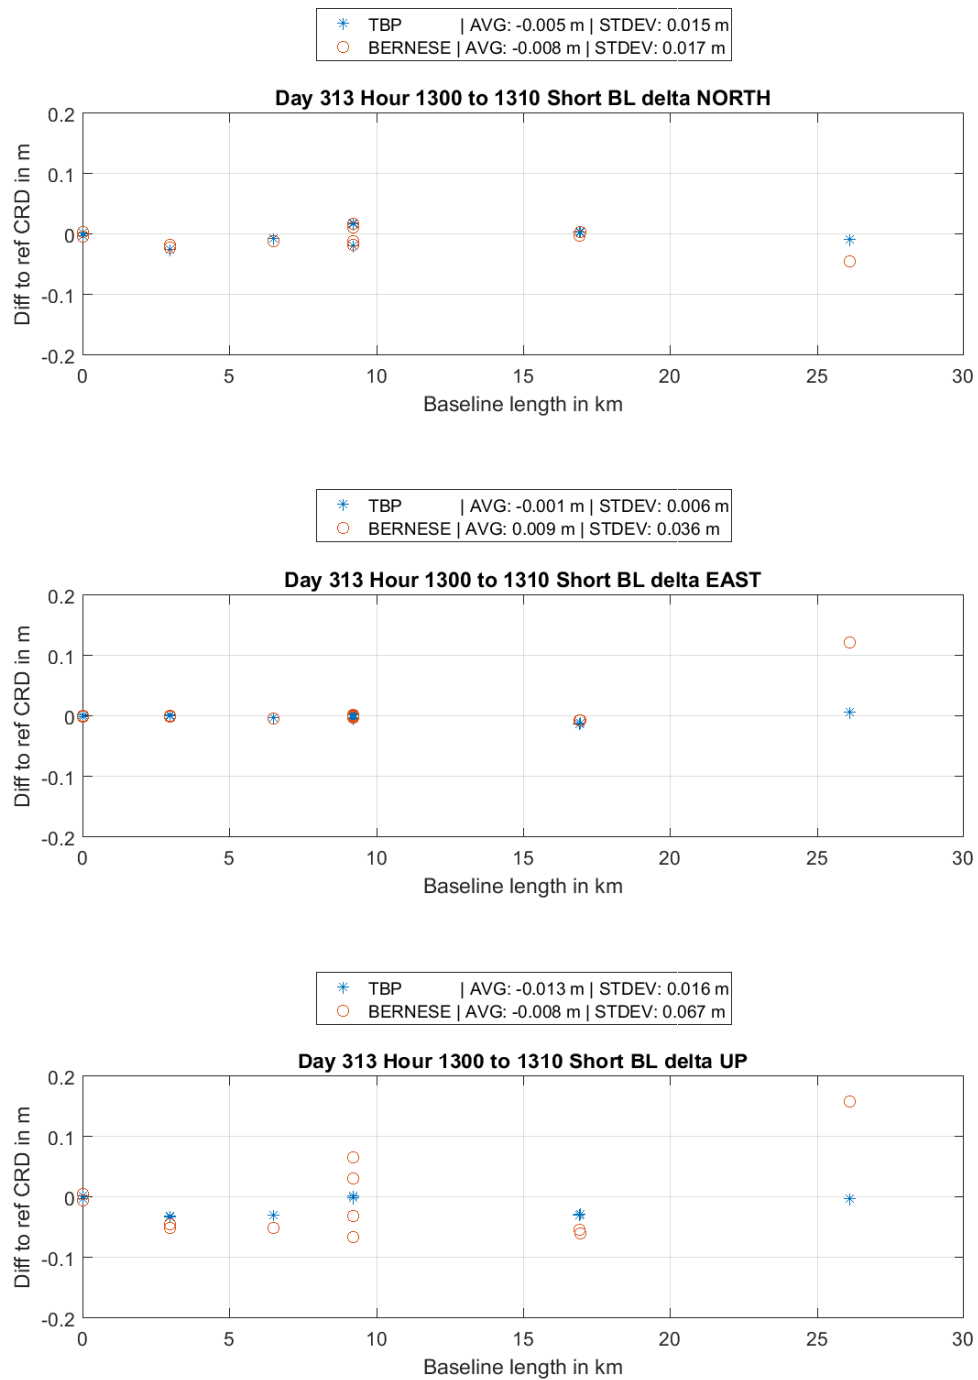 TBP | AVG: -0.005 m | STDEV: 0.015 m
BERNESE | AVG: -0.008 m | STDEV: 0.017 m
Day 313 Hour 1300 to 1310 Short BL delta NORTH
Diff to ref CRD in m
0.2
0.1
0
-0.1
-0.2
0 5 10 15 20 25 30
Baseline length in km
TBP | AVG: -0.001 m | STDEV: 0.006 m
BERNESE | AVG: 0.009 m | STDEV: 0.036 m
Day 313 Hour 1300 to 1310 Short BL delta EAST
Diff to ref CRD in m
0.2
0.1
0
-0.1
-0.2
0 5 10 15 20 25 30
Baseline length in km
TBP | AVG: -0.013 m | STDEV: 0.016 m
BERNESE | AVG: -0.008 m | STDEV: 0.067 m
Day 313 Hour 1300 to 1310 Short BL delta UP
Diff to ref CRD in m
0.2
0.1
0
-0.1
-0.2
0 5 10 15 20 25 30
Baseline length in km